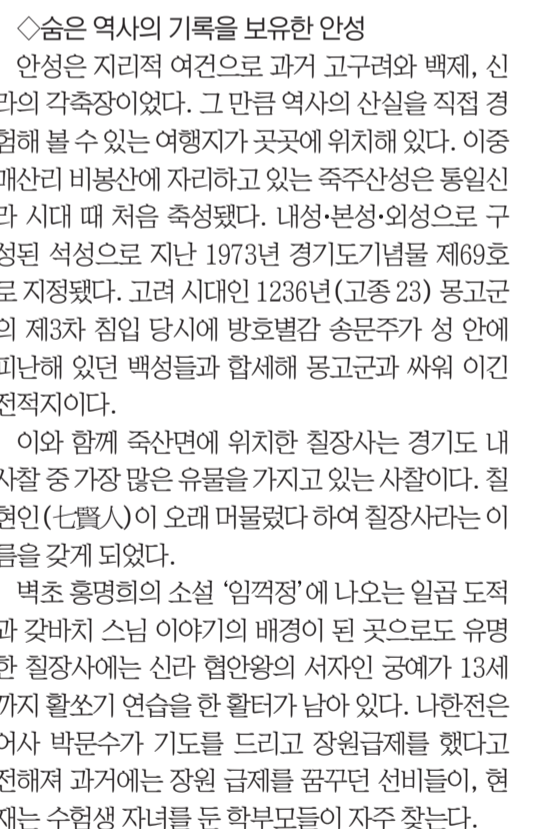 ◇숨은 역사의 기록을 보유한 안성
안성은 지리적 여건으로 과거 고구려와 백제, 신
라의 각축장이었다. 그 만큼 역사의 산실을 직접 경
험해 볼 수 있는 여행지가 곳곳에 위치해 있다. 이중
매산리 비봉산에 자리하고 있는 죽주산성은 통일신
라 시대 때 처음 축성됐다. 내성·본성·외성으로 구
성된 석성으로 지난 1973년 경기도기념물 제69호
로 지정됐다. 고려 시대인 1236년(고종 23) 몽고군
의 제3차 침입 당시에 방호별감 송문주가 성 안에
피난해 있던 백성들과 합세해 몽고군과 싸워 이긴
전적지이다.
이와 함께 죽산면에 위치한 칠장사는 경기도 내
사찰 중 가장 많은 유물을 가지고 있는 사찰이다. 칠
현인(七賢人)이 오래 머물렀다 하여 칠장사라는 이
름을 갖게 되었다.
벽초 홍명희의 소설 ‘임꺽정’에 나오는 일곱 도적
과 갖바치 스님 이야기의 배경이 된 곳으로도 유명
한 칠장사에는 신라 헙안왕의 서자인 궁예가 13세
까지 활쏘기 연습을 한 활터가 남아 있다. 나한전은
어사 박문수가 기도를 드리고 장원급제를 했다고
전해져 과거에는 장원 급제를 꿈꾸던 선비들이, 현
재는 수험생 자녀를 둔 학부모들이 자주 찾는다.